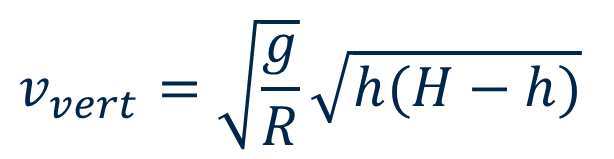 v_vert = √(g/R) √(h(H − h))